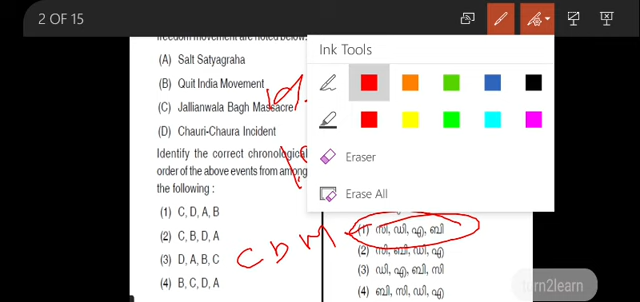 2 OF 15
freedom movement are noted below:
(A) Salt Satyagraha
(B) Quit India Movement
(C) Jallianwala Bagh Massacre
(D) Chauri-Chaura Incident
Identify the correct chronological
order of the above events from among
the following :
(1) C, D, A, B
(2) C, B, D, A
(3) D, A, B, C
(4) B, C, D, A
Ink Tools
Eraser
Erase All
(1) സി, ഡി, എ, ബി
(2) സി, ബി, ഡി, എ
(3) ഡി, എ, ബി, സി
(4) ബി, സി, ഡി, എ
turn2learn